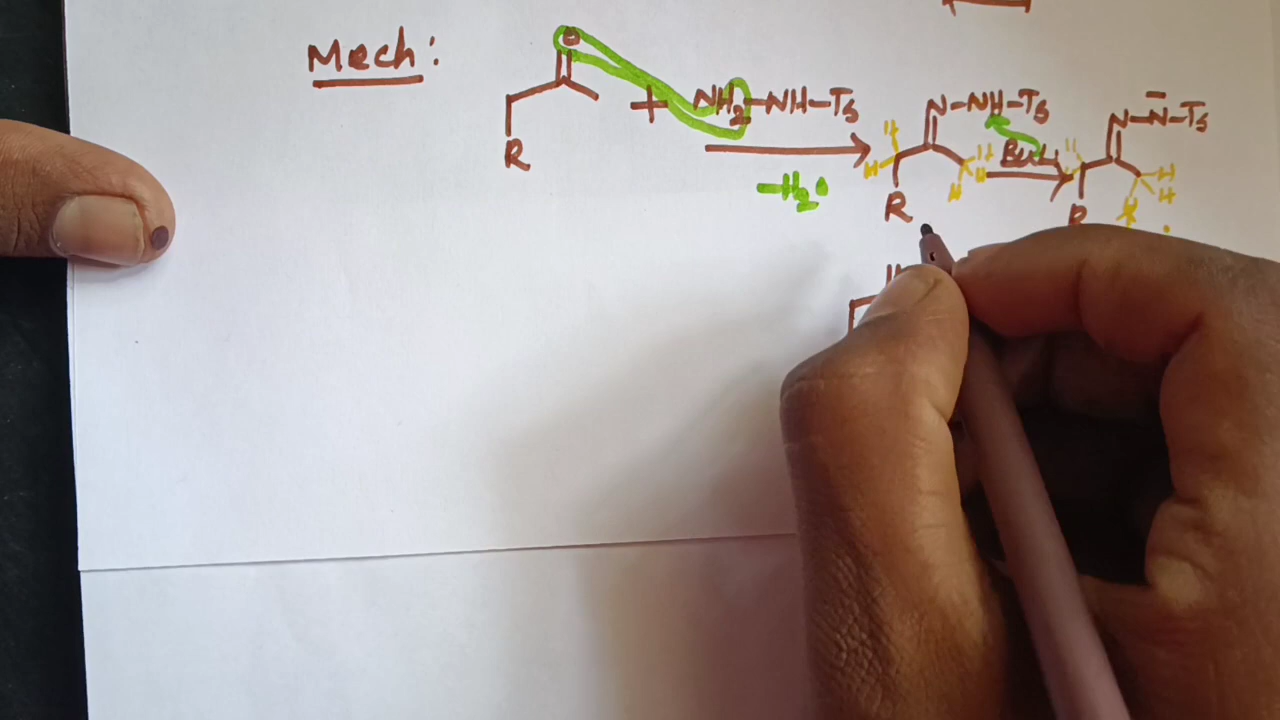 Mech:
O
+ NH2-NH-Ts
R
-H2O
N-NH-Ts
H H H H
R
BuLi
N-N-Ts
H H H
R